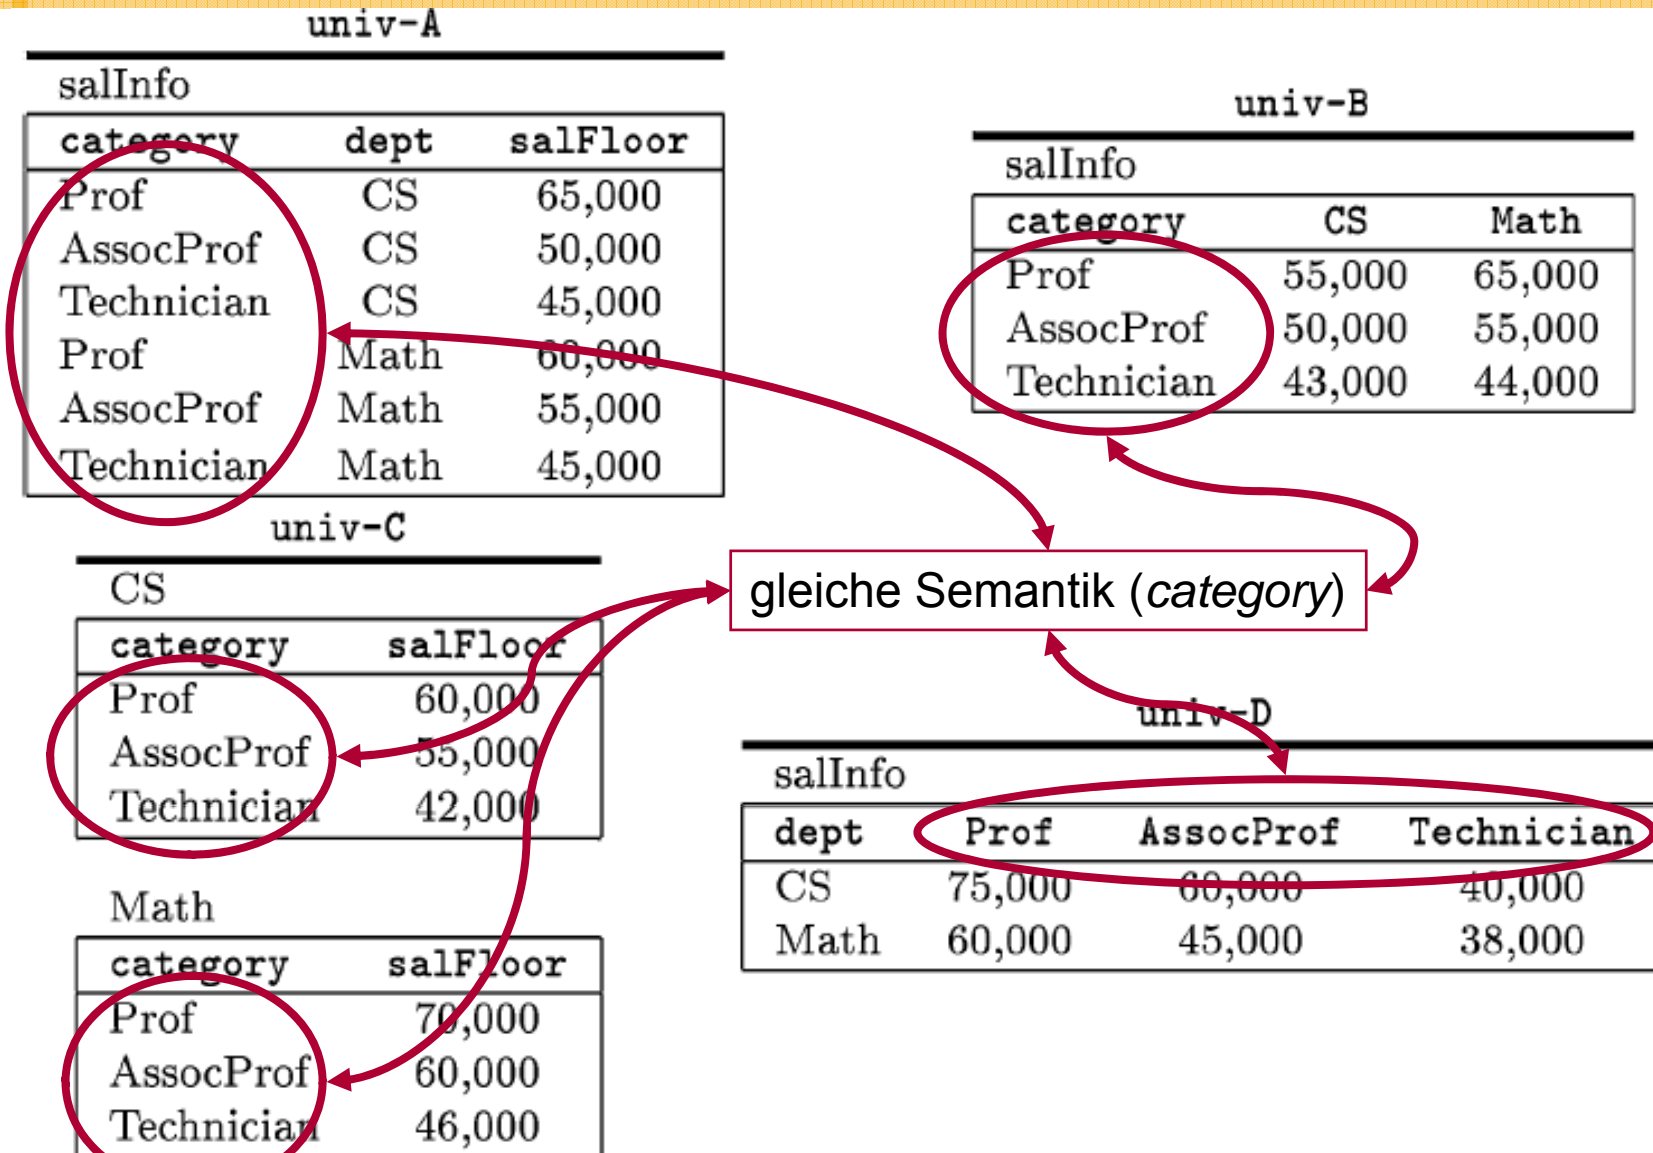 univ-A
salInfo
category dept salFloor
Prof CS 65,000
AssocProf CS 50,000
Technician CS 45,000
Prof Math 60,000
AssocProf Math 55,000
Technician Math 45,000
univ-B
salInfo
category CS Math
Prof 55,000 65,000
AssocProf 50,000 55,000
Technician 43,000 44,000
univ-C
CS
category salFloor
Prof 60,000
AssocProf 55,000
Technician 42,000
Math
category salFloor
Prof 70,000
AssocProf 60,000
Technician 46,000
gleiche Semantik (category)
univ-D
salInfo
dept Prof AssocProf Technician
CS 75,000 60,000 40,000
Math 60,000 45,000 38,000